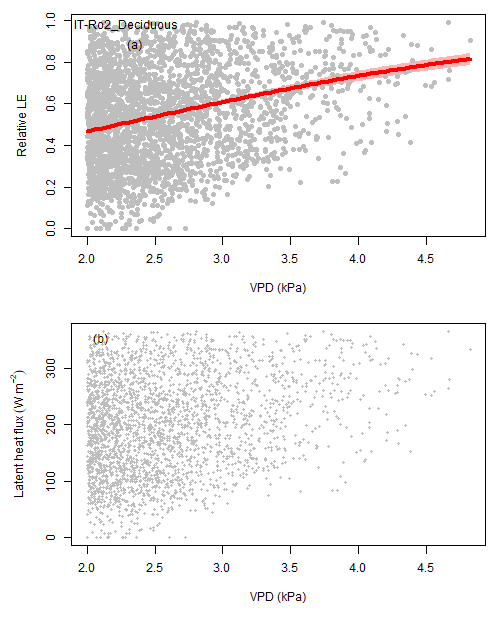 IT-Ro2_Deciduous
(a)
1.0
0.8
0.6
0.4
0.2
0.0
Relative LE
2.0 2.5 3.0 3.5 4.0 4.5
VPD (kPa)
(b)
300
200
100
0
Latent heat flux (W m⁻²)
2.0 2.5 3.0 3.5 4.0 4.5
VPD (kPa)